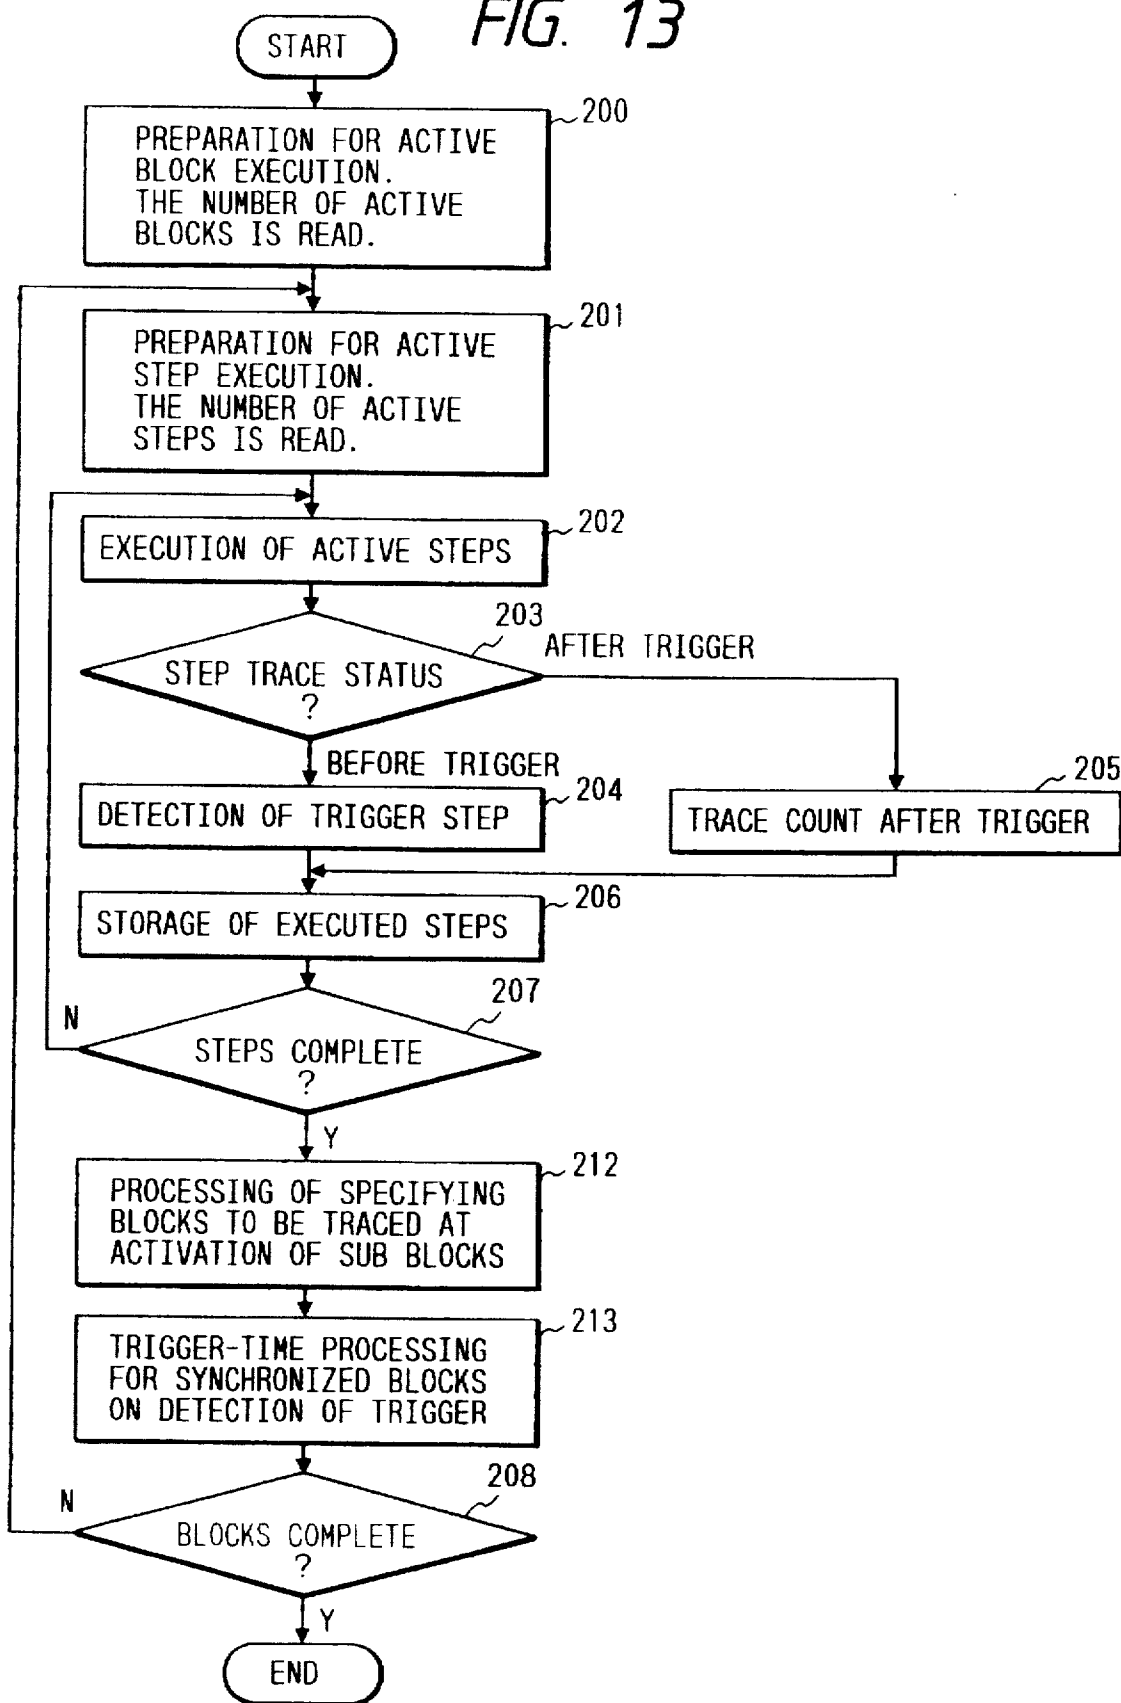 FIG. 13
START
200
PREPARATION FOR ACTIVE
BLOCK EXECUTION.
THE NUMBER OF ACTIVE
BLOCKS IS READ.
201
PREPARATION FOR ACTIVE
STEP EXECUTION.
THE NUMBER OF ACTIVE
STEPS IS READ.
202
EXECUTION OF ACTIVE STEPS
203
AFTER TRIGGER
STEP TRACE STATUS
?
BEFORE TRIGGER
204
DETECTION OF TRIGGER STEP
205
TRACE COUNT AFTER TRIGGER
206
STORAGE OF EXECUTED STEPS
207
N
STEPS COMPLETE
?
Y
212
PROCESSING OF SPECIFYING
BLOCKS TO BE TRACED AT
ACTIVATION OF SUB BLOCKS
213
TRIGGER-TIME PROCESSING
FOR SYNCHRONIZED BLOCKS
ON DETECTION OF TRIGGER
208
N
BLOCKS COMPLETE
?
Y
END